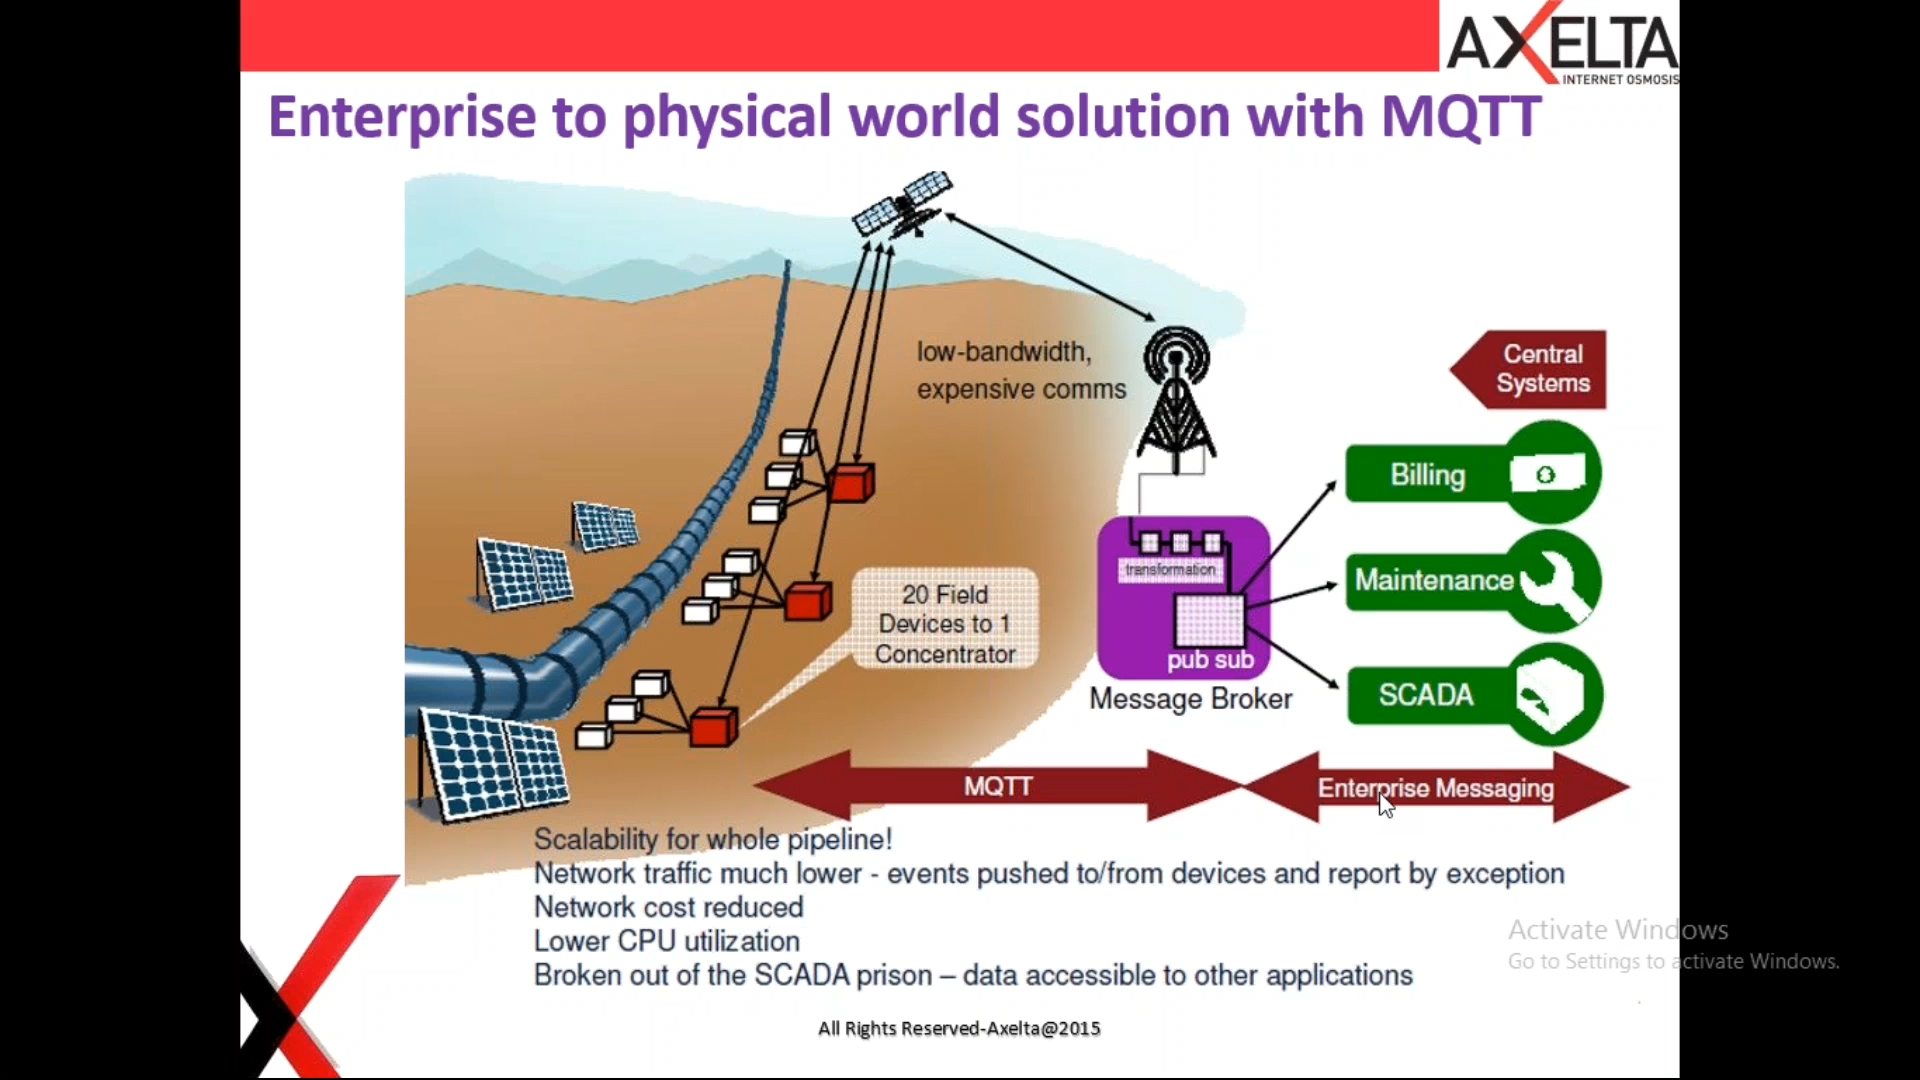 AXELTA
INTERNET OSMOSIS
Enterprise to physical world solution with MQTT
low-bandwidth,
expensive comms
Central
Systems
Billing
Maintenance
SCADA
transformation
pub sub
Message Broker
20 Field
Devices to 1
Concentrator
MQTT
Enterprise Messaging
Scalability for whole pipeline!
Network traffic much lower - events pushed to/from devices and report by exception
Network cost reduced
Lower CPU utilization
Broken out of the SCADA prison – data accessible to other applications
Activate Windows
Go to Settings to activate Windows.
All Rights Reserved-Axelta@2015